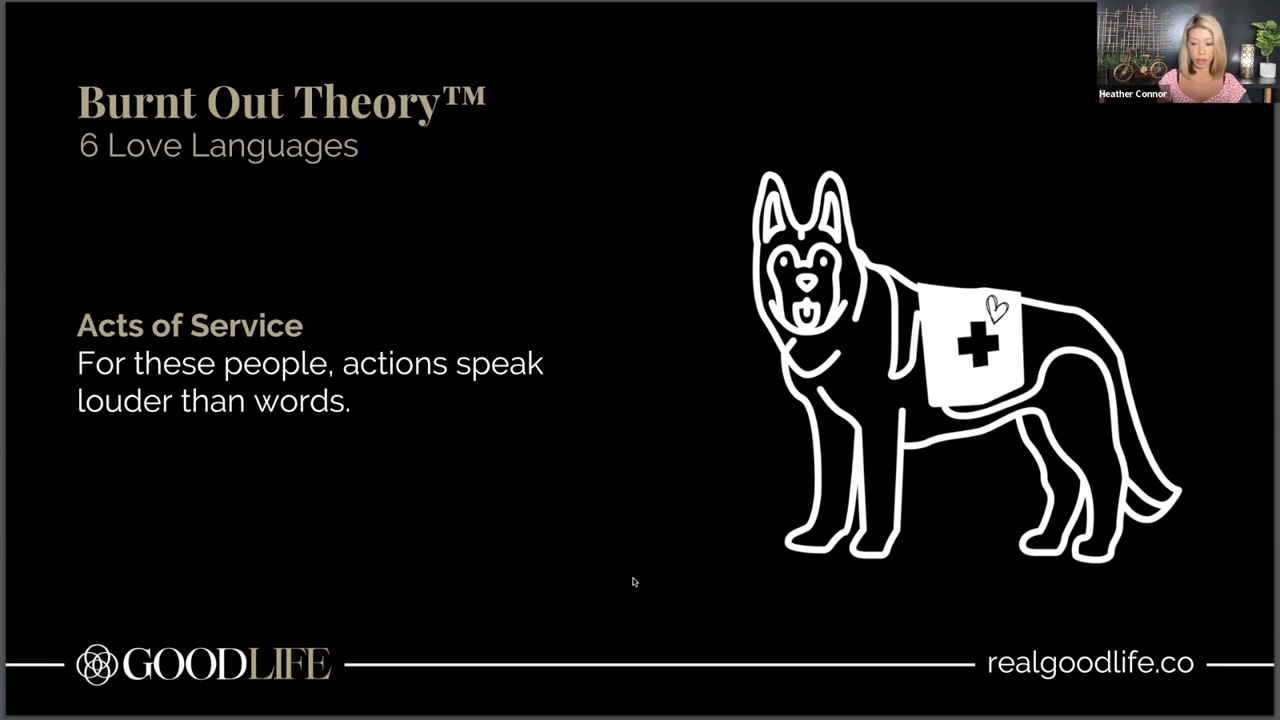 Burnt Out Theory™
6 Love Languages
Heather Connor
Acts of Service
For these people, actions speak
louder than words.
GOODLIFE
realgoodlife.co